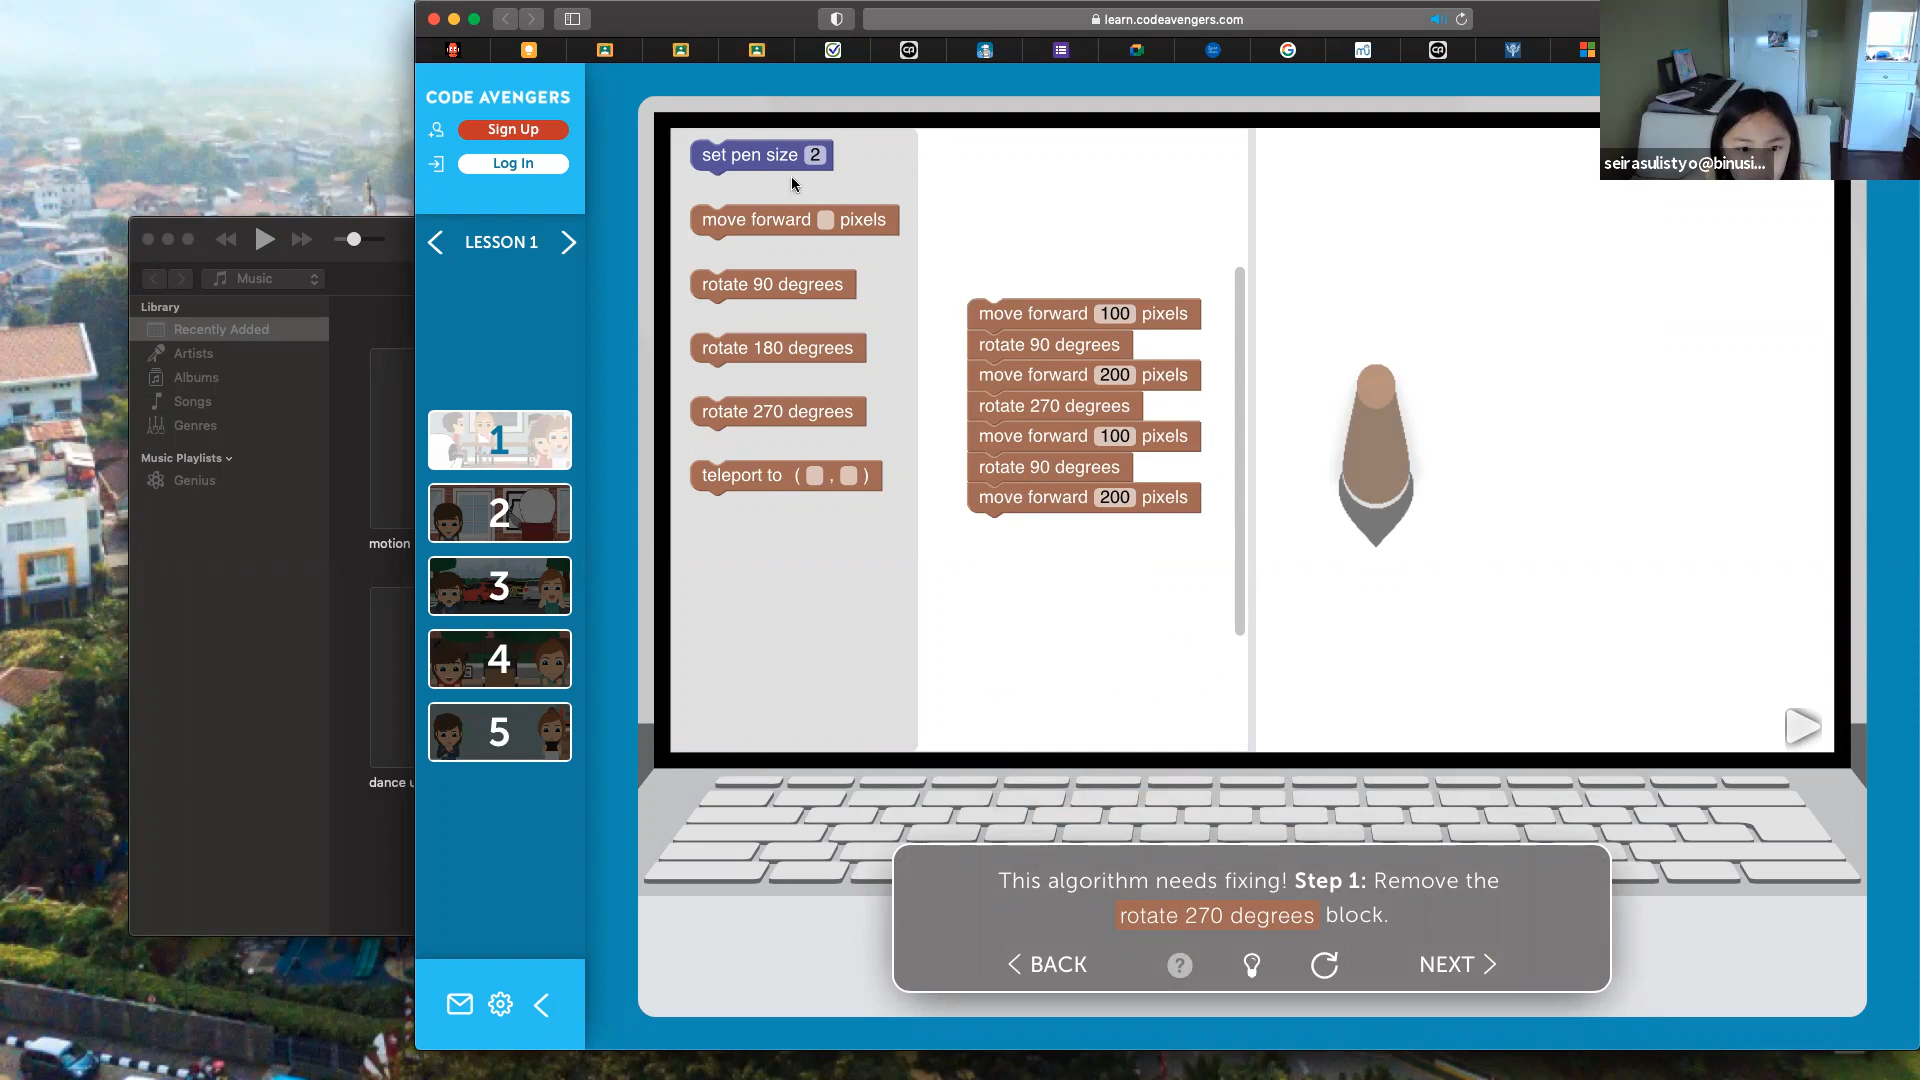 learn.codeavengers.com
CODE AVENGERS
Sign Up
Log In
LESSON 1
1
2
3
4
5
Music
Library
Recently Added
Artists
Albums
Songs
Genres
Music Playlists
Genius
motion
dance u
set pen size 2
move forward pixels
rotate 90 degrees
rotate 180 degrees
rotate 270 degrees
teleport to ( , )
move forward 100 pixels
rotate 90 degrees
move forward 200 pixels
rotate 270 degrees
move forward 100 pixels
rotate 90 degrees
move forward 200 pixels
seirasulistyo@binusi...
This algorithm needs fixing! Step 1: Remove the
rotate 270 degrees block.
BACK
?
NEXT